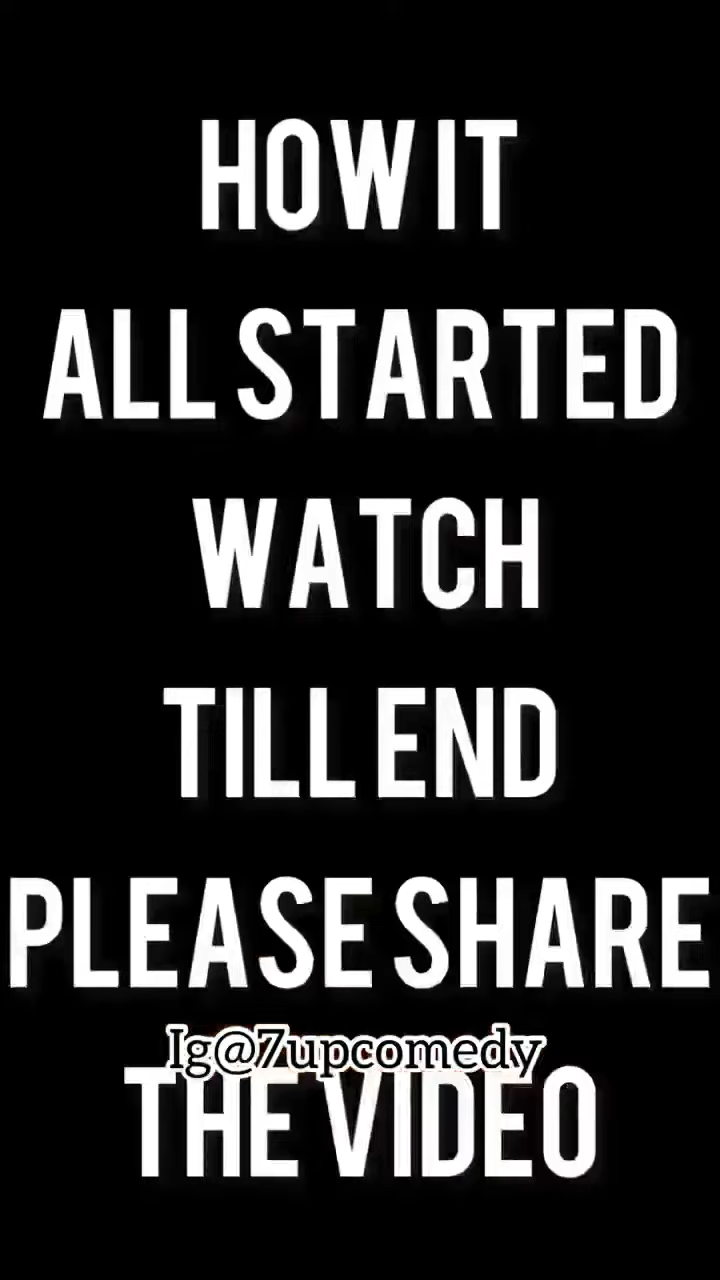 HOW IT
ALL STARTED
WATCH
TILL END
PLEASE SHARE
Ig@7upcomedy
THE VIDEO